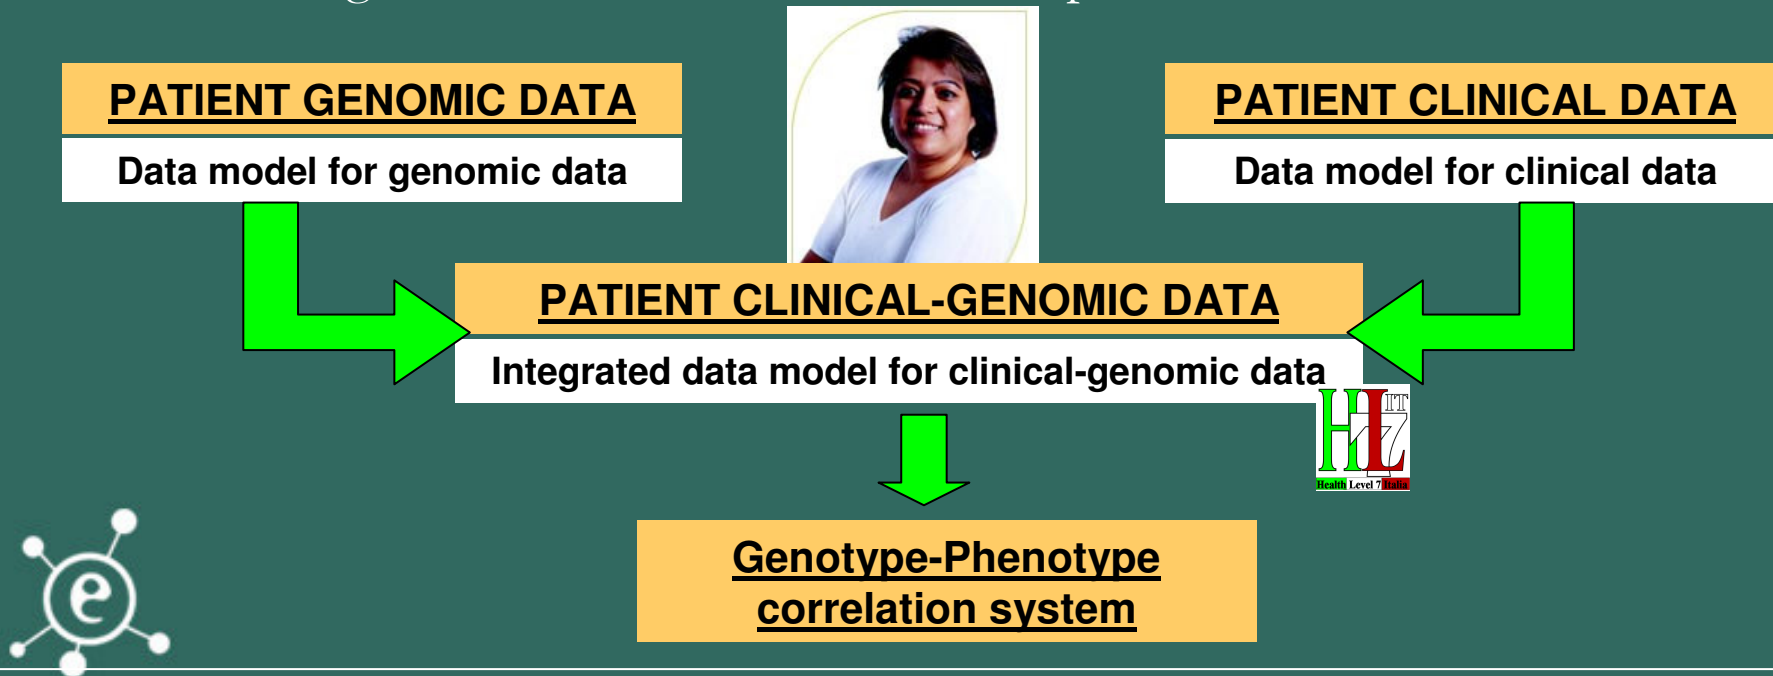 PATIENT GENOMIC DATA
Data model for genomic data
PATIENT CLINICAL DATA
Data model for clinical data
PATIENT CLINICAL-GENOMIC DATA
Integrated data model for clinical-genomic data
HL7
IT
Health Level 7 Italia
Genotype-Phenotype
correlation system
e